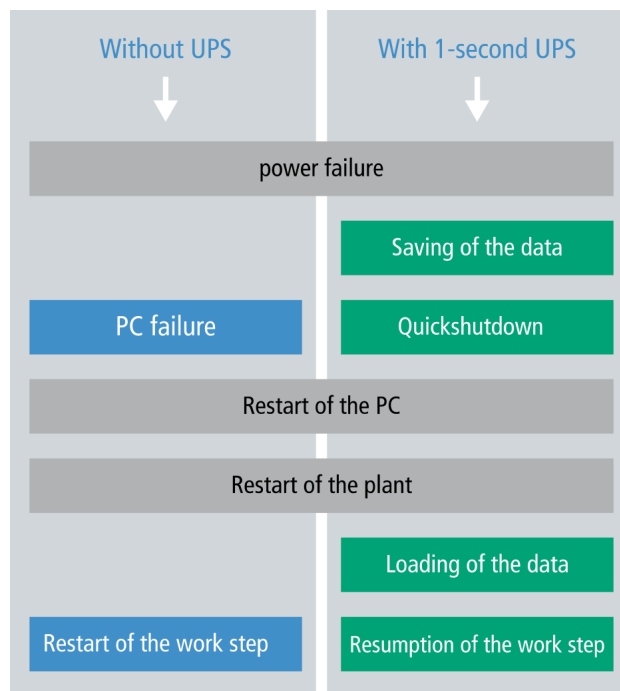 Without UPS
With 1-second UPS
power failure
Saving of the data
PC failure
Quickshutdown
Restart of the PC
Restart of the plant
Loading of the data
Restart of the work step
Resumption of the work step